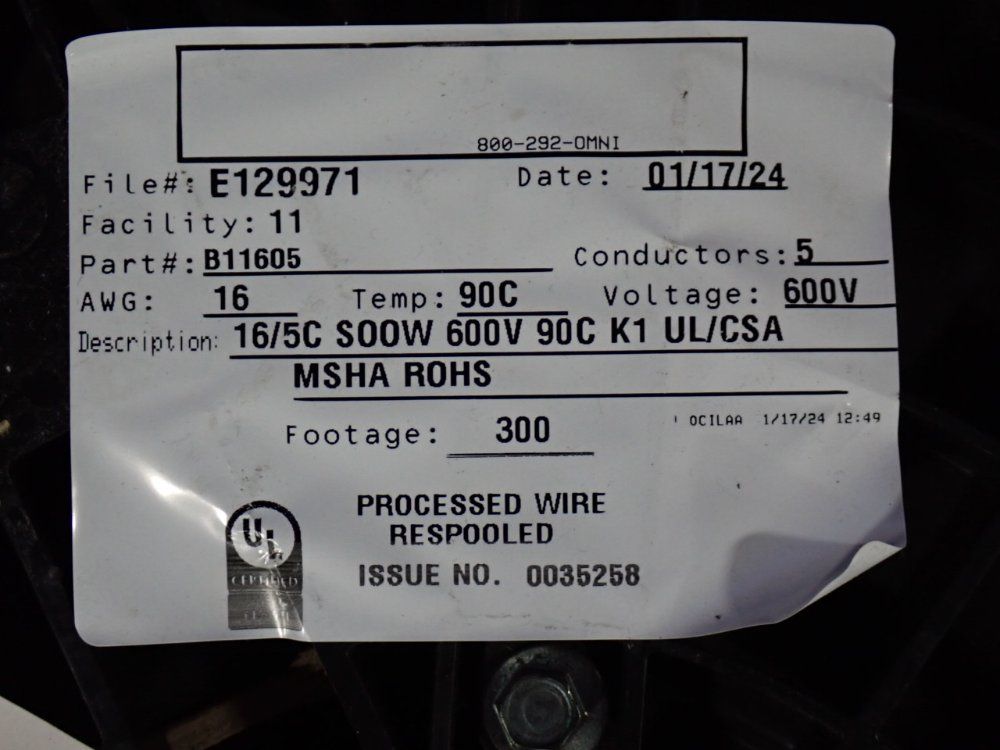 800-292-OMNI
File#: E129971 Date: 01/17/24
Facility: 11
Part#: B11605 Conductors: 5
AWG: 16 Temp: 90C Voltage: 600V
Description: 16/5C SOOW 600V 90C K1 UL/CSA
MSHA ROHS
Footage: 300 OCILAA 1/17/24 12:49
PROCESSED WIRE
RESPOOLED
ISSUE NO. 0035258
UL
CERTIFIED